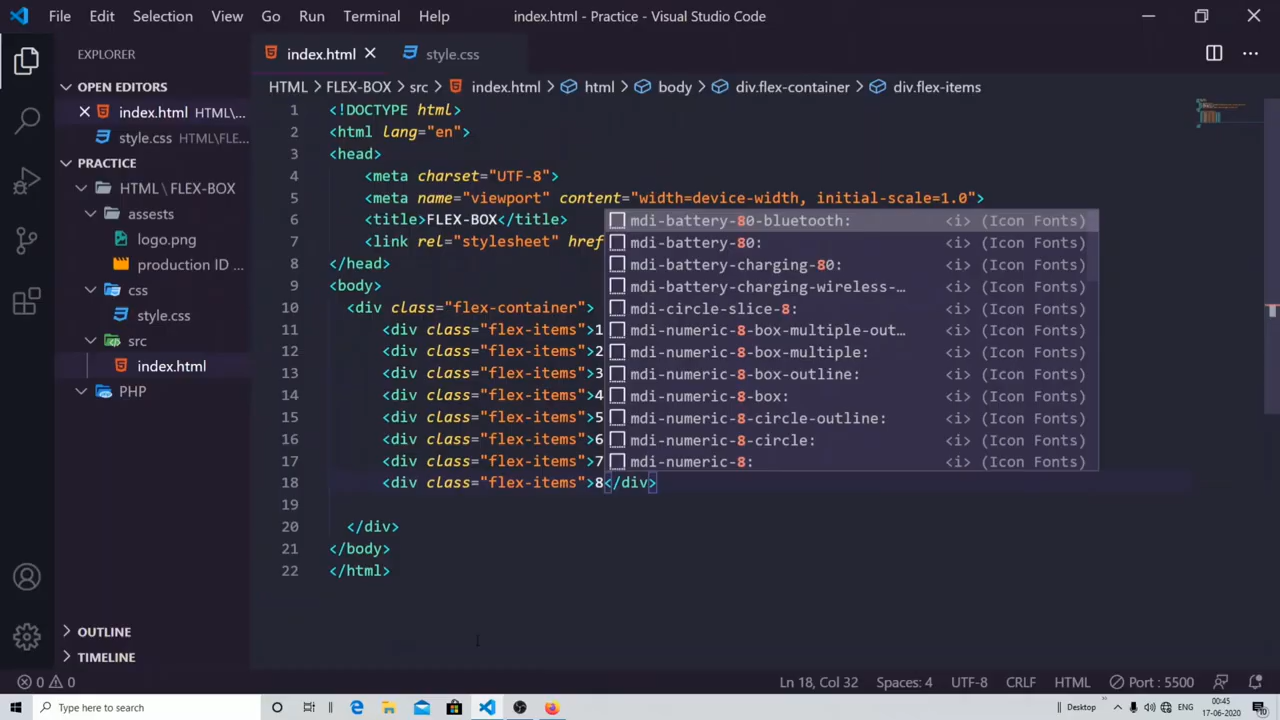 File Edit Selection View Go Run Terminal Help index.html - Practice - Visual Studio Code
EXPLORER
OPEN EDITORS
index.html HTML\...
style.css HTML\FLE...
PRACTICE
HTML \ FLEX-BOX
assests
logo.png
production ID ...
css
style.css
src
index.html
PHP
OUTLINE
TIMELINE
index.html style.css
HTML > FLEX-BOX > src > index.html > html > body > div.flex-container > div.flex-items
1 <!DOCTYPE html>
2 <html lang="en">
3 <head>
4 <meta charset="UTF-8">
5 <meta name="viewport" content="width=device-width, initial-scale=1.0">
6 <title>FLEX-BOX</title>
7 <link rel="stylesheet" href
8 </head>
9 <body>
10 <div class="flex-container">
11 <div class="flex-items">1
12 <div class="flex-items">2
13 <div class="flex-items">3
14 <div class="flex-items">4
15 <div class="flex-items">5
16 <div class="flex-items">6
17 <div class="flex-items">7
18 <div class="flex-items">8</div>
19
20 </div>
21 </body>
22 </html>
mdi-battery-80-bluetooth: <i> (Icon Fonts)
mdi-battery-80: <i> (Icon Fonts)
mdi-battery-charging-80: <i> (Icon Fonts)
mdi-battery-charging-wireless-… <i> (Icon Fonts)
mdi-circle-slice-8: <i> (Icon Fonts)
mdi-numeric-8-box-multiple-out… <i> (Icon Fonts)
mdi-numeric-8-box-multiple: <i> (Icon Fonts)
mdi-numeric-8-box-outline: <i> (Icon Fonts)
mdi-numeric-8-box: <i> (Icon Fonts)
mdi-numeric-8-circle-outline: <i> (Icon Fonts)
mdi-numeric-8-circle: <i> (Icon Fonts)
mdi-numeric-8: <i> (Icon Fonts)
0 0 Ln 18, Col 32 Spaces: 4 UTF-8 CRLF HTML Port : 5500
Type here to search Desktop ENG 00:45
17-06-2020